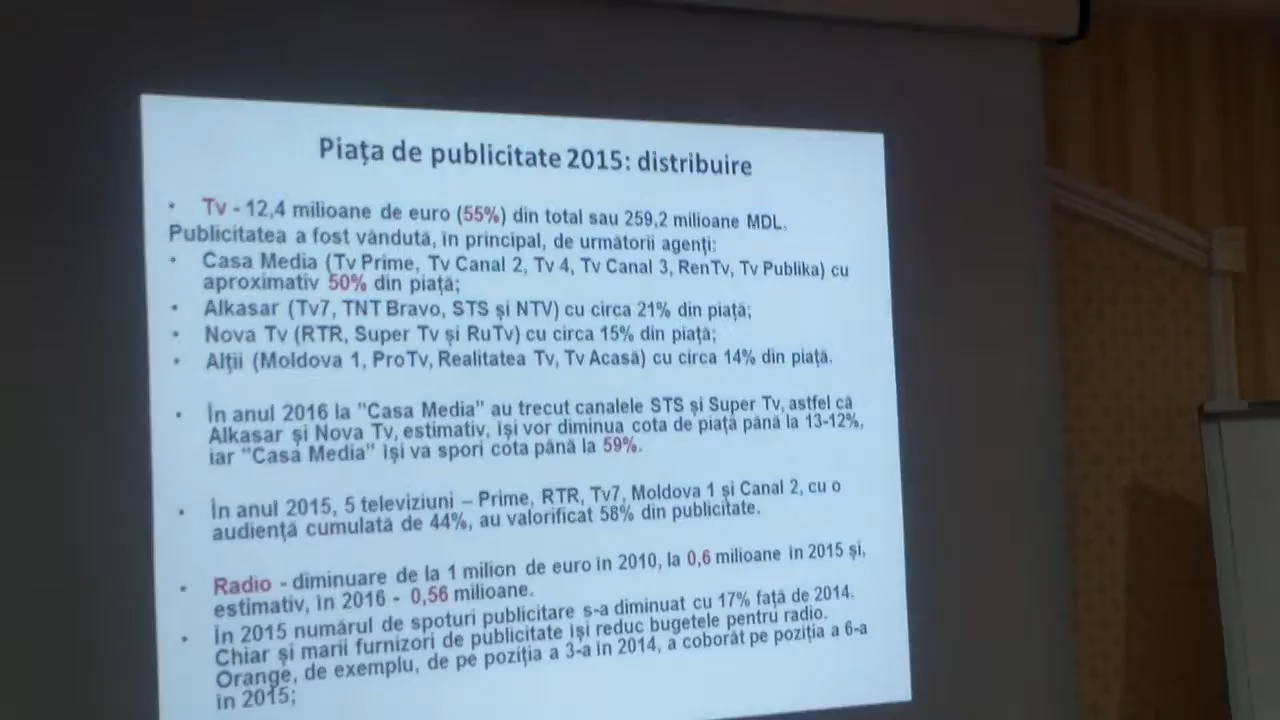 Piața de publicitate 2015: distribuire
• Tv - 12,4 milioane de euro (55%) din total sau 259,2 milioane MDL.
Publicitatea a fost vândută, în principal, de următorii agenți:
• Casa Media (Tv Prime, Tv Canal 2, Tv 4, Tv Canal 3, RenTv, Tv Publika) cu
aproximativ 50% din piață;
• Alkasar (Tv7, TNT Bravo, STS și NTV) cu circa 21% din piață;
• Nova Tv (RTR, Super Tv și RuTv) cu circa 15% din piață;
• Alții (Moldova 1, ProTv, Realitatea Tv, Tv Acasă) cu circa 14% din piață.
• În anul 2016 la "Casa Media" au trecut canalele STS și Super Tv, astfel că
Alkasar și Nova Tv, estimativ, își vor diminua cota de piață până la 13-12%,
iar "Casa Media" își va spori cota până la 59%.
• În anul 2015, 5 televiziuni – Prime, RTR, Tv7, Moldova 1 și Canal 2, cu o
audiență cumulată de 44%, au valorificat 58% din publicitate.
• Radio - diminuare de la 1 milion de euro în 2010, la 0,6 milioane în 2015 și,
estimativ, în 2016 - 0,56 milioane.
• În 2015 numărul de spoturi publicitare s-a diminuat cu 17% față de 2014.
Chiar și marii furnizori de publicitate își reduc bugetele pentru radio.
Orange, de exemplu, de pe poziția a 3-a în 2014, a coborât pe poziția a 6-a
în 2015;